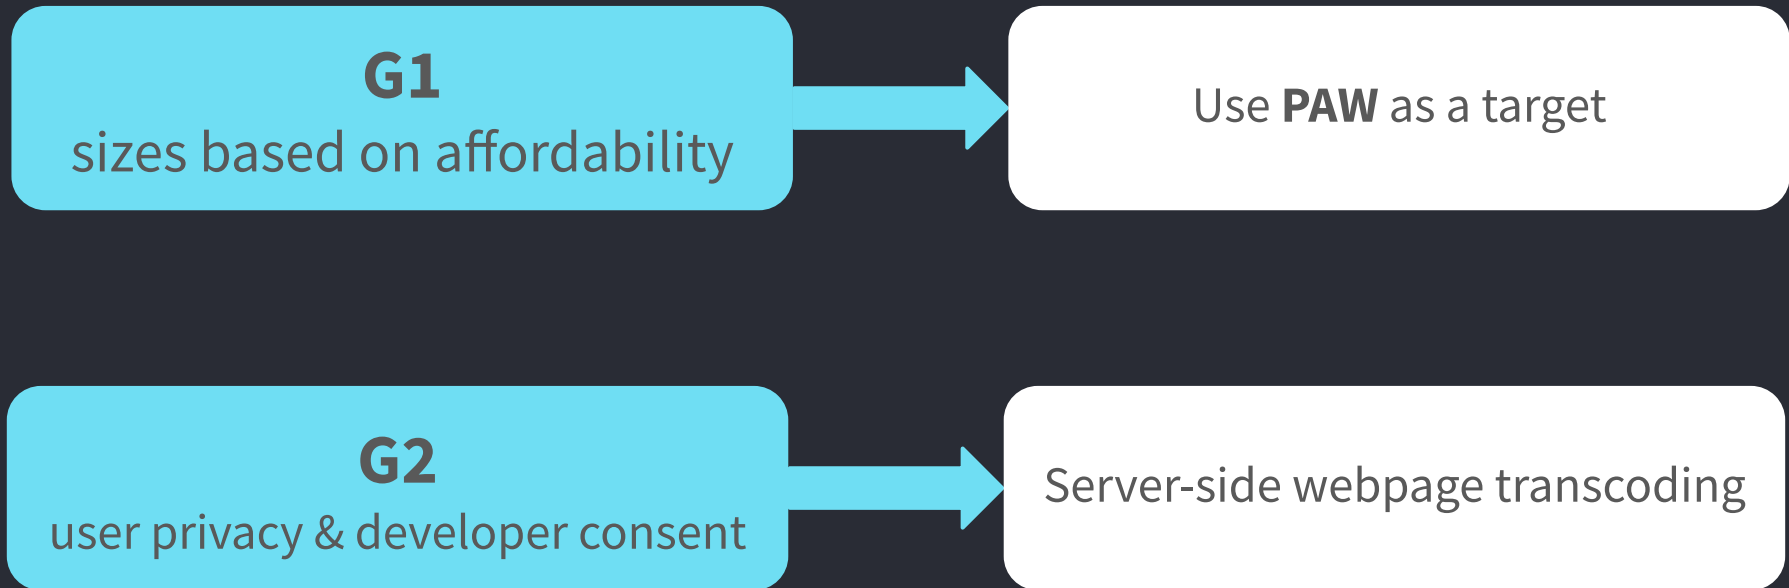 G1
sizes based on affordability
Use PAW as a target
G2
user privacy & developer consent
Server-side webpage transcoding